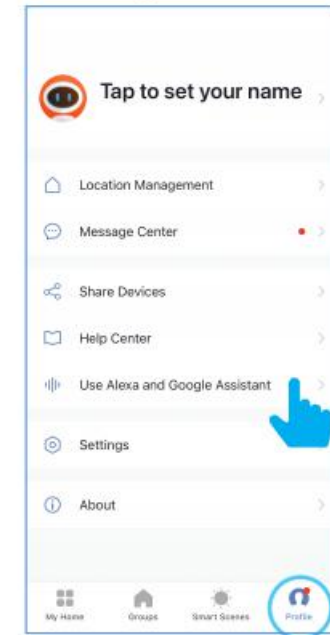 Tap to set your name
Location Management
Message Center
Share Devices
Help Center
Use Alexa and Google Assistant
Settings
About
My Home Groups Smart Scenes Profile